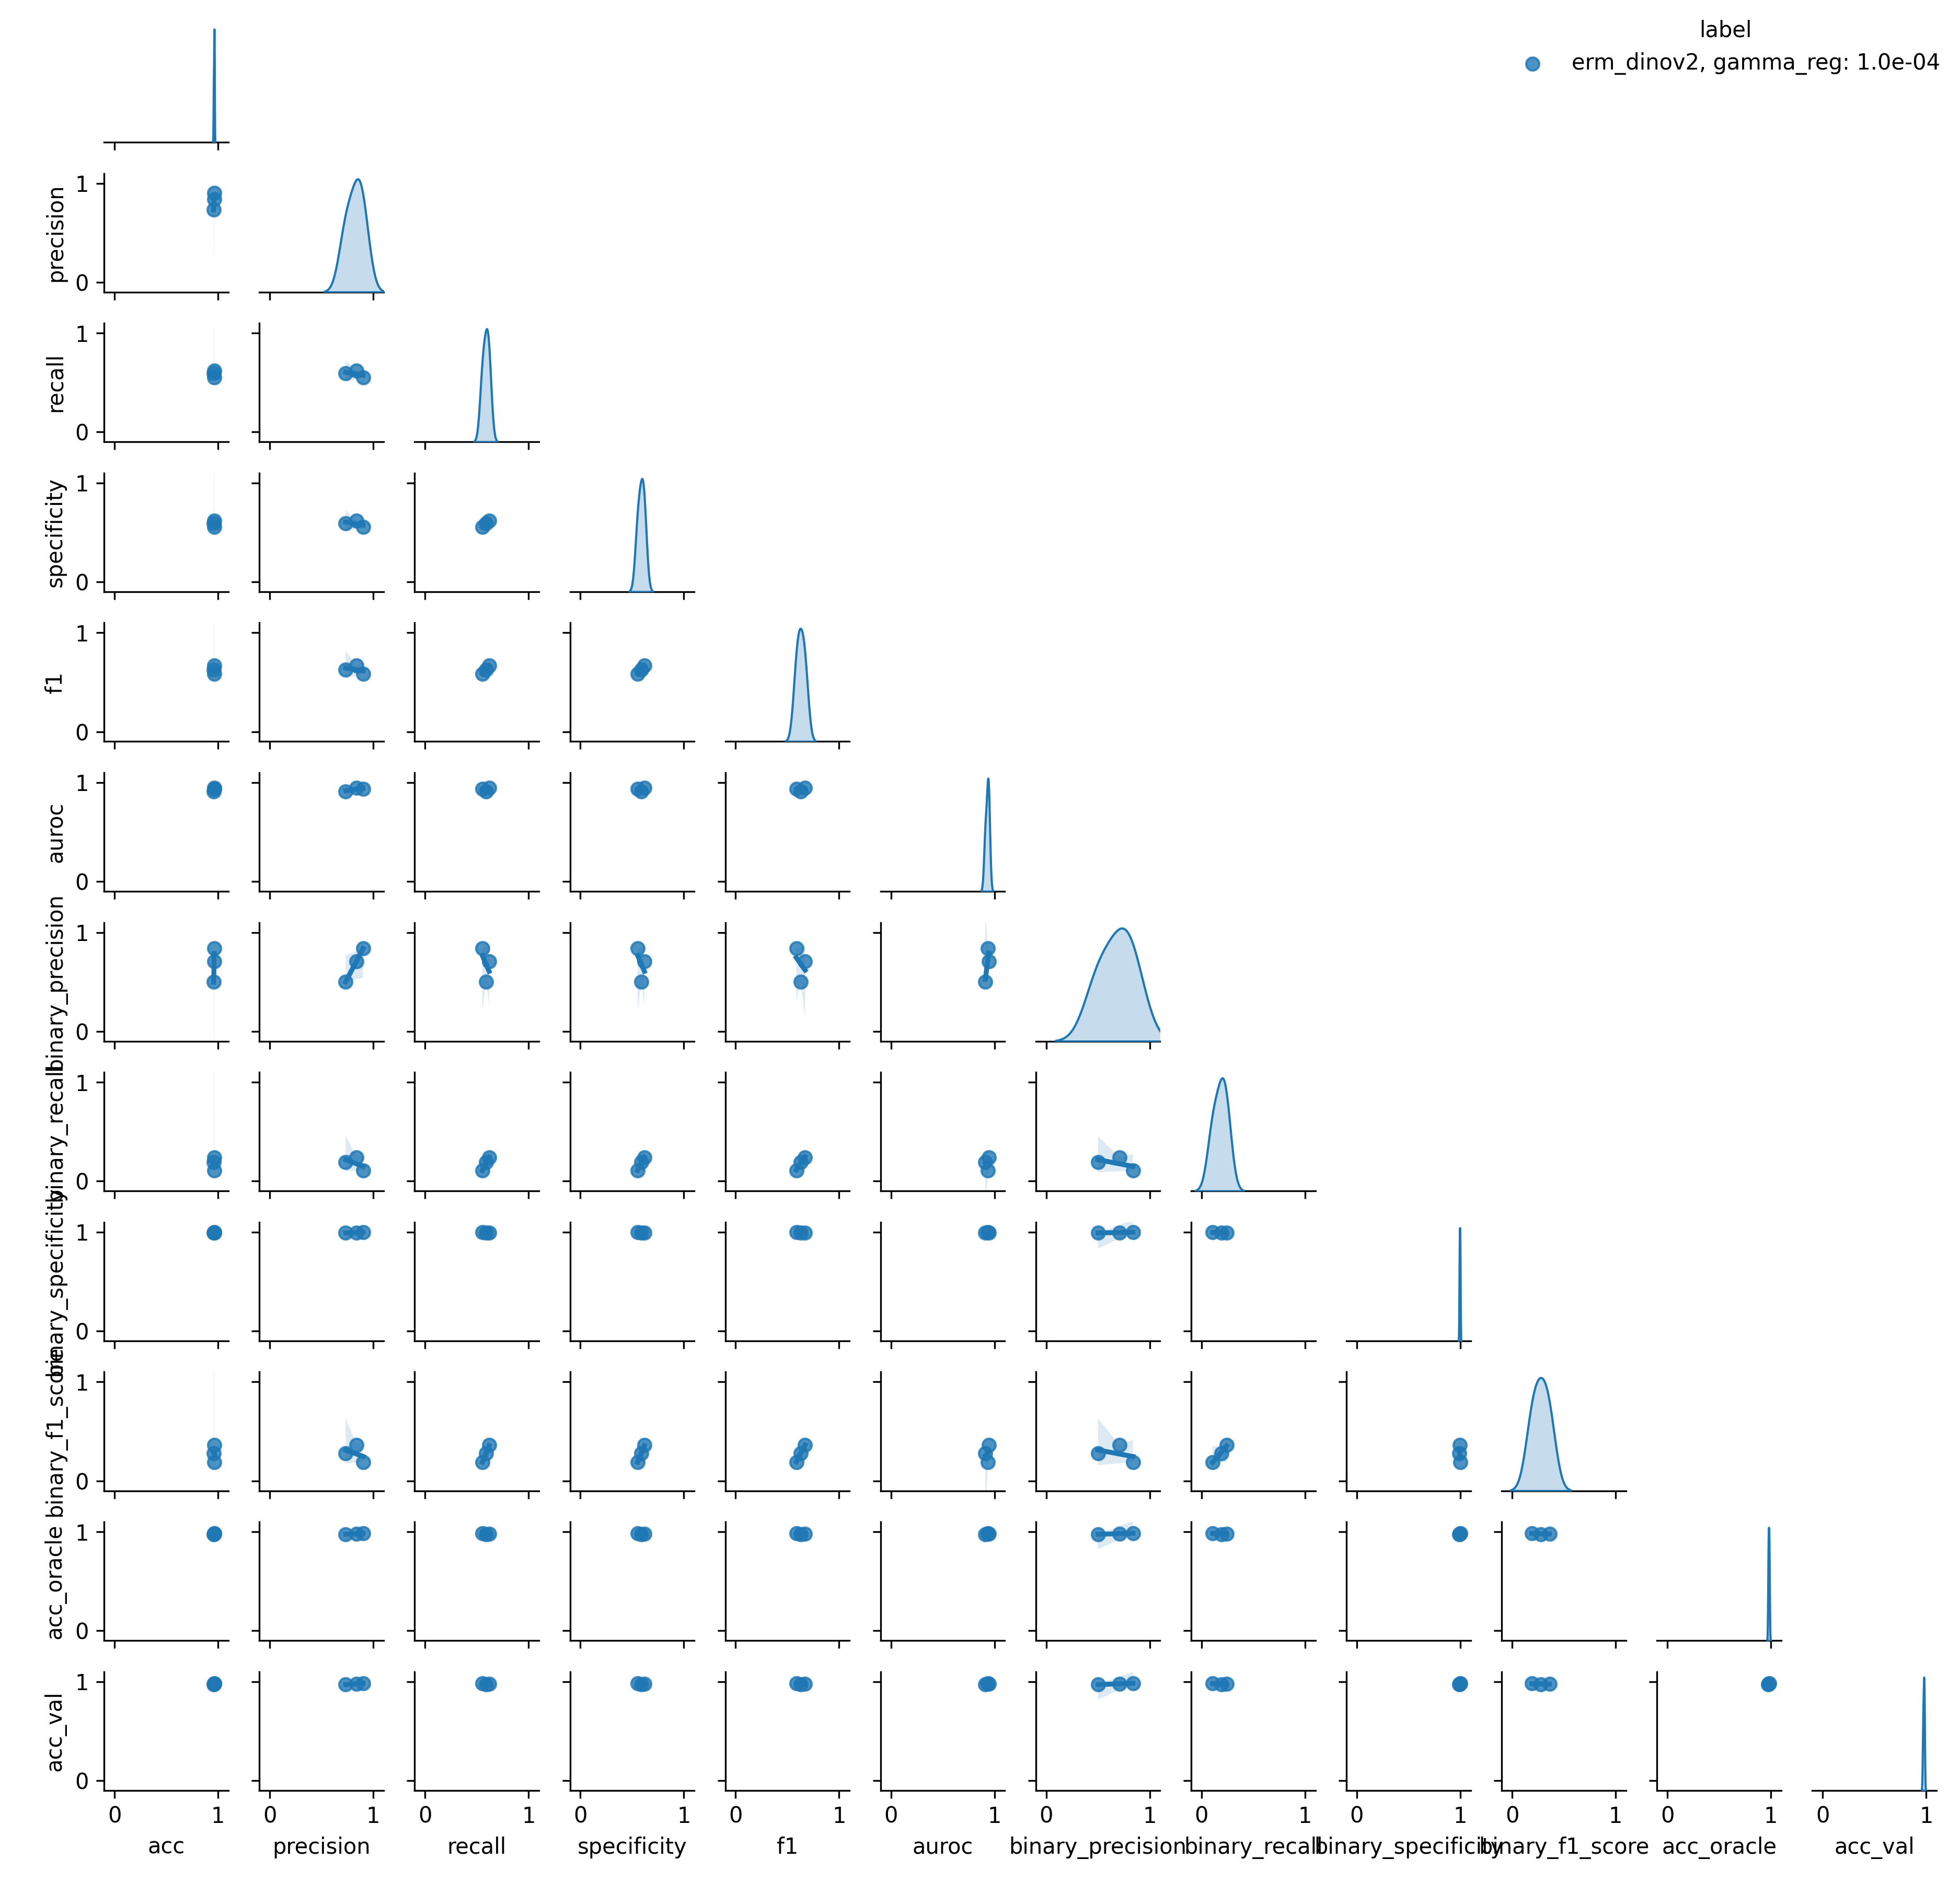 label
erm_dinov2, gamma_reg: 1.0e-04
precision
1
0
recall
1
0
specificity
1
0
f1
1
0
auroc
1
0
binary_precision
1
0
binary_recall
1
0
binary_specificity
1
0
binary_f1_score
1
0
acc_oracle
1
0
acc_val
1
0
0 1 0 1 0 1 0 1 0 1 0 1 0 1 0 1 0 1 0 1 0 1 0 1
acc precision recall specificity f1 auroc binary_precision binary_recall binary_specificity binary_f1_score acc_oracle acc_val